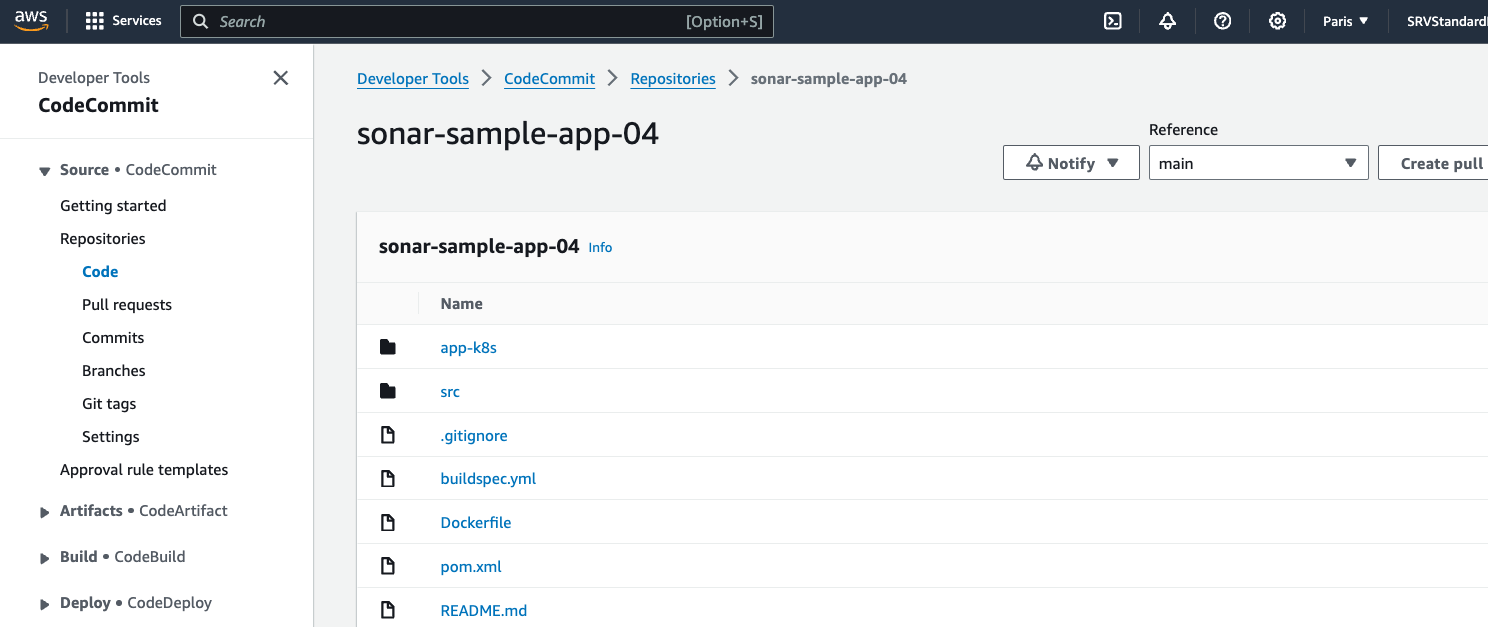 aws Services Search [Option+S] Paris ▼ SRVStandard
Developer Tools
CodeCommit
Source • CodeCommit
Getting started
Repositories
Code
Pull requests
Commits
Branches
Git tags
Settings
Approval rule templates
Artifacts • CodeArtifact
Build • CodeBuild
Deploy • CodeDeploy
Developer Tools > CodeCommit > Repositories > sonar-sample-app-04
sonar-sample-app-04
Reference
Notify ▼ main ▼ Create pull
sonar-sample-app-04 Info
Name
app-k8s
src
.gitignore
buildspec.yml
Dockerfile
pom.xml
README.md